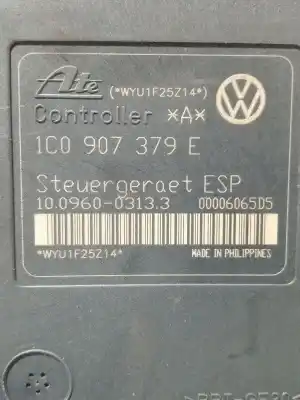 Ate (*WYU1F25Z14*)
Controller *A*
1C0 907 379 E
Steuergeraet ESP
10.0960-0313.3 00006065D5
*WYU1F25Z14* MADE IN PHILIPPINES